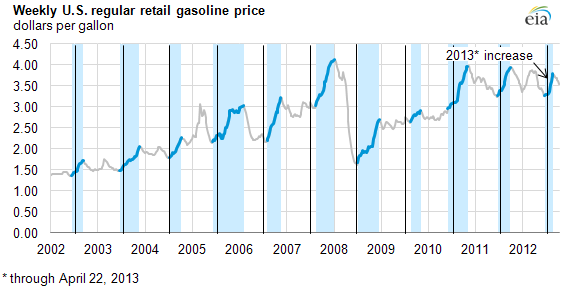 Weekly U.S. regular retail gasoline price
dollars per gallon
eia
2013* increase
4.50
4.00
3.50
3.00
2.50
2.00
1.50
1.00
0.50
0.00
2002 2003 2004 2005 2006 2007 2008 2009 2010 2011 2012
* through April 22, 2013